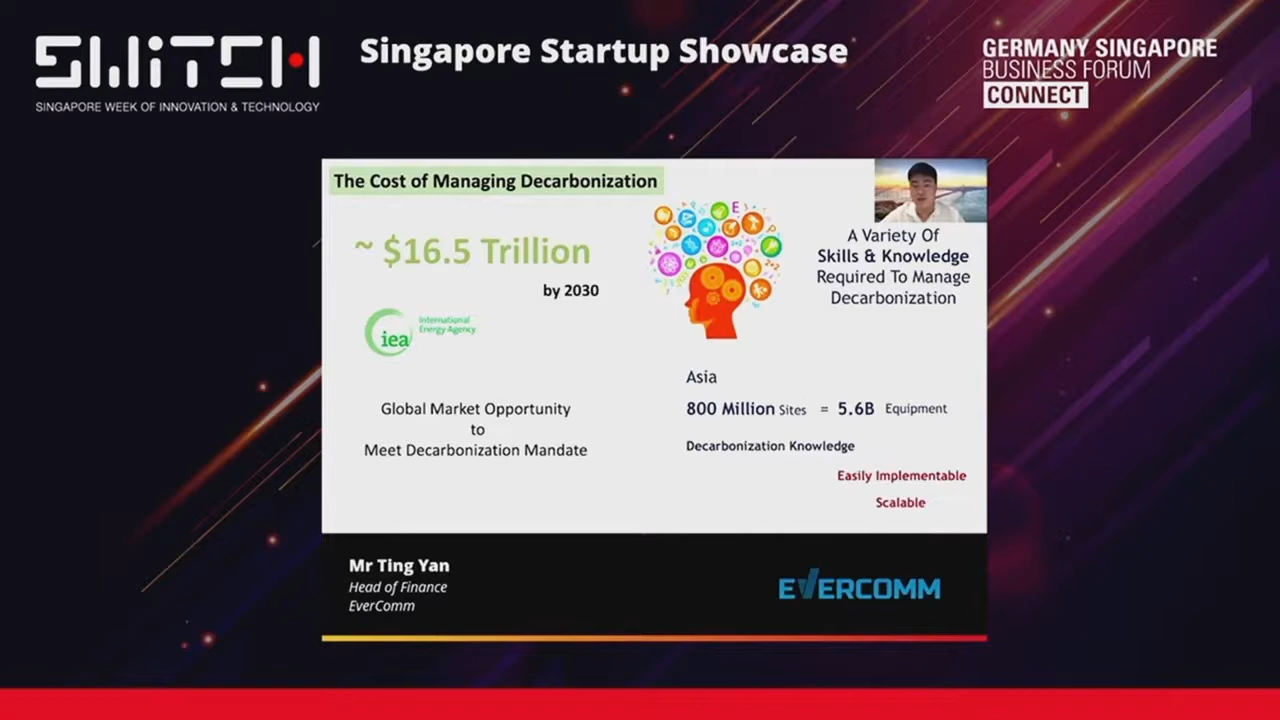 SWITCH
SINGAPORE WEEK OF INNOVATION & TECHNOLOGY
Singapore Startup Showcase
GERMANY SINGAPORE
BUSINESS FORUM
CONNECT
The Cost of Managing Decarbonization
~ $16.5 Trillion
by 2030
iea
International
Energy Agency
Global Market Opportunity
to
Meet Decarbonization Mandate
E
A Variety Of
Skills & Knowledge
Required To Manage
Decarbonization
Asia
800 Million Sites = 5.6B Equipment
Decarbonization Knowledge
Easily Implementable
Scalable
Mr Ting Yan
Head of Finance
EverComm
EVERCOMM